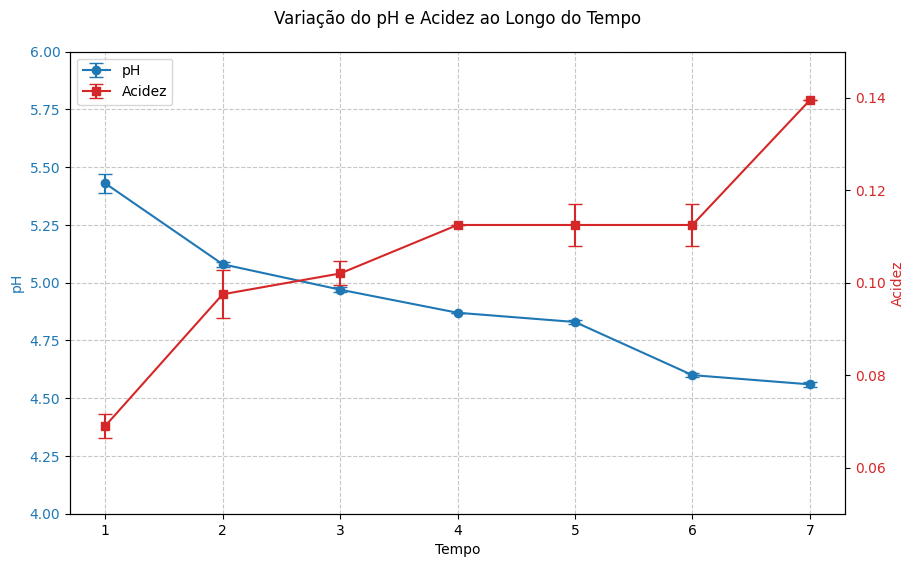 Variação do pH e Acidez ao Longo do Tempo
pH
Acidez
6.00
5.75
5.50
5.25
5.00
4.75
4.50
4.25
4.00
pH
0.14
0.12
0.10
0.08
0.06
Acidez
1 2 3 4 5 6 7
Tempo